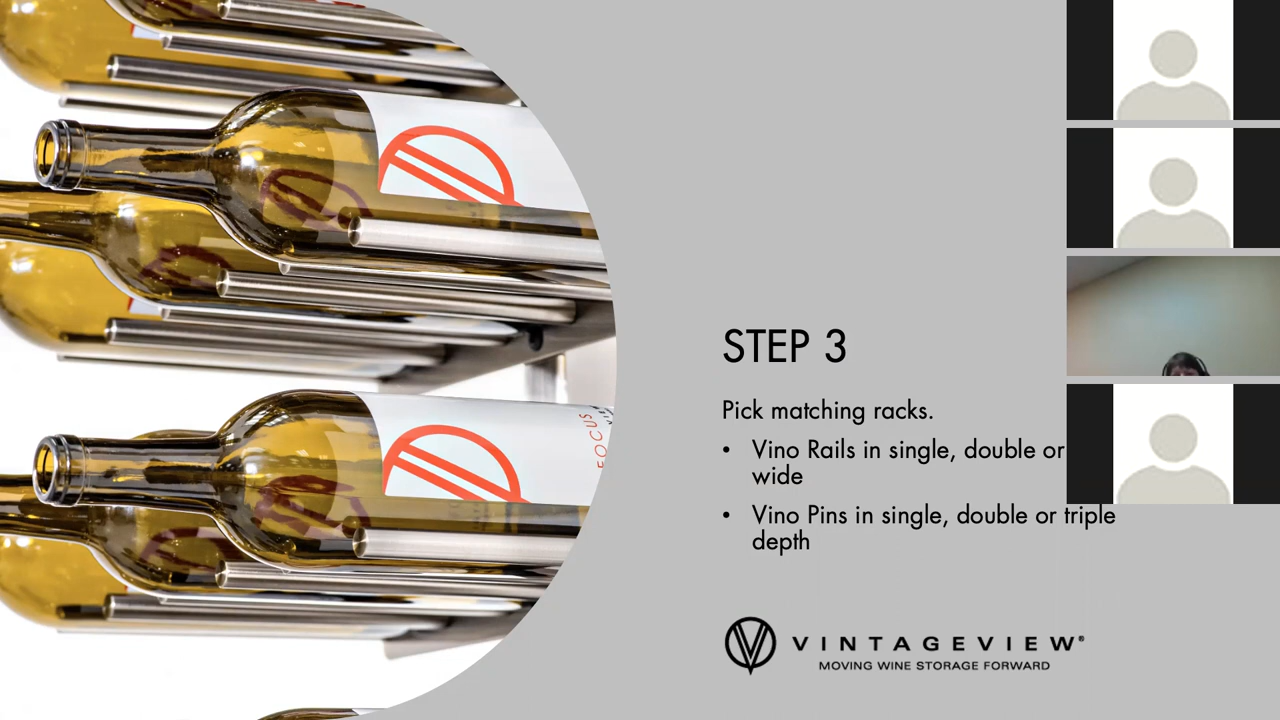 STEP 3
Pick matching racks.
• Vino Rails in single, double or
wide
• Vino Pins in single, double or triple
depth
FOCUS
VINTAGEVIEW®
MOVING WINE STORAGE FORWARD